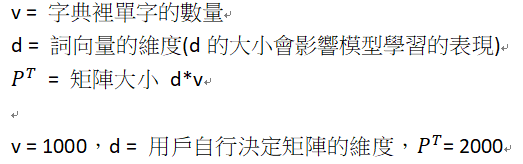 v = 字典裡單字的數量
d = 詞向量的維度(d 的大小會影響模型學習的表現)
Pᵀ = 矩陣大小 d*v
v = 1000，d = 用戶自行決定矩陣的維度，Pᵀ= 2000